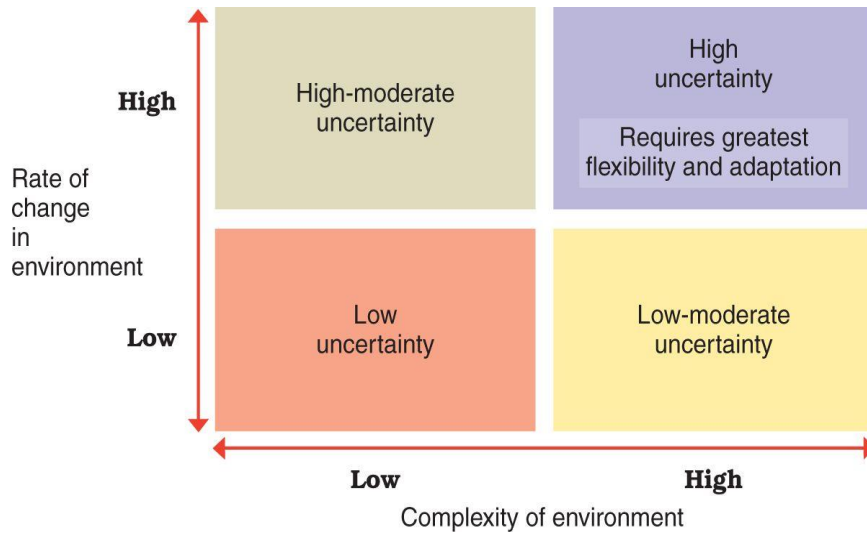 High
uncertainty
High-moderate
uncertainty
Requires greatest
flexibility and adaptation
High
Rate of
change
in
environment
Low
uncertainty
Low-moderate
uncertainty
Low
Low
High
Complexity of environment